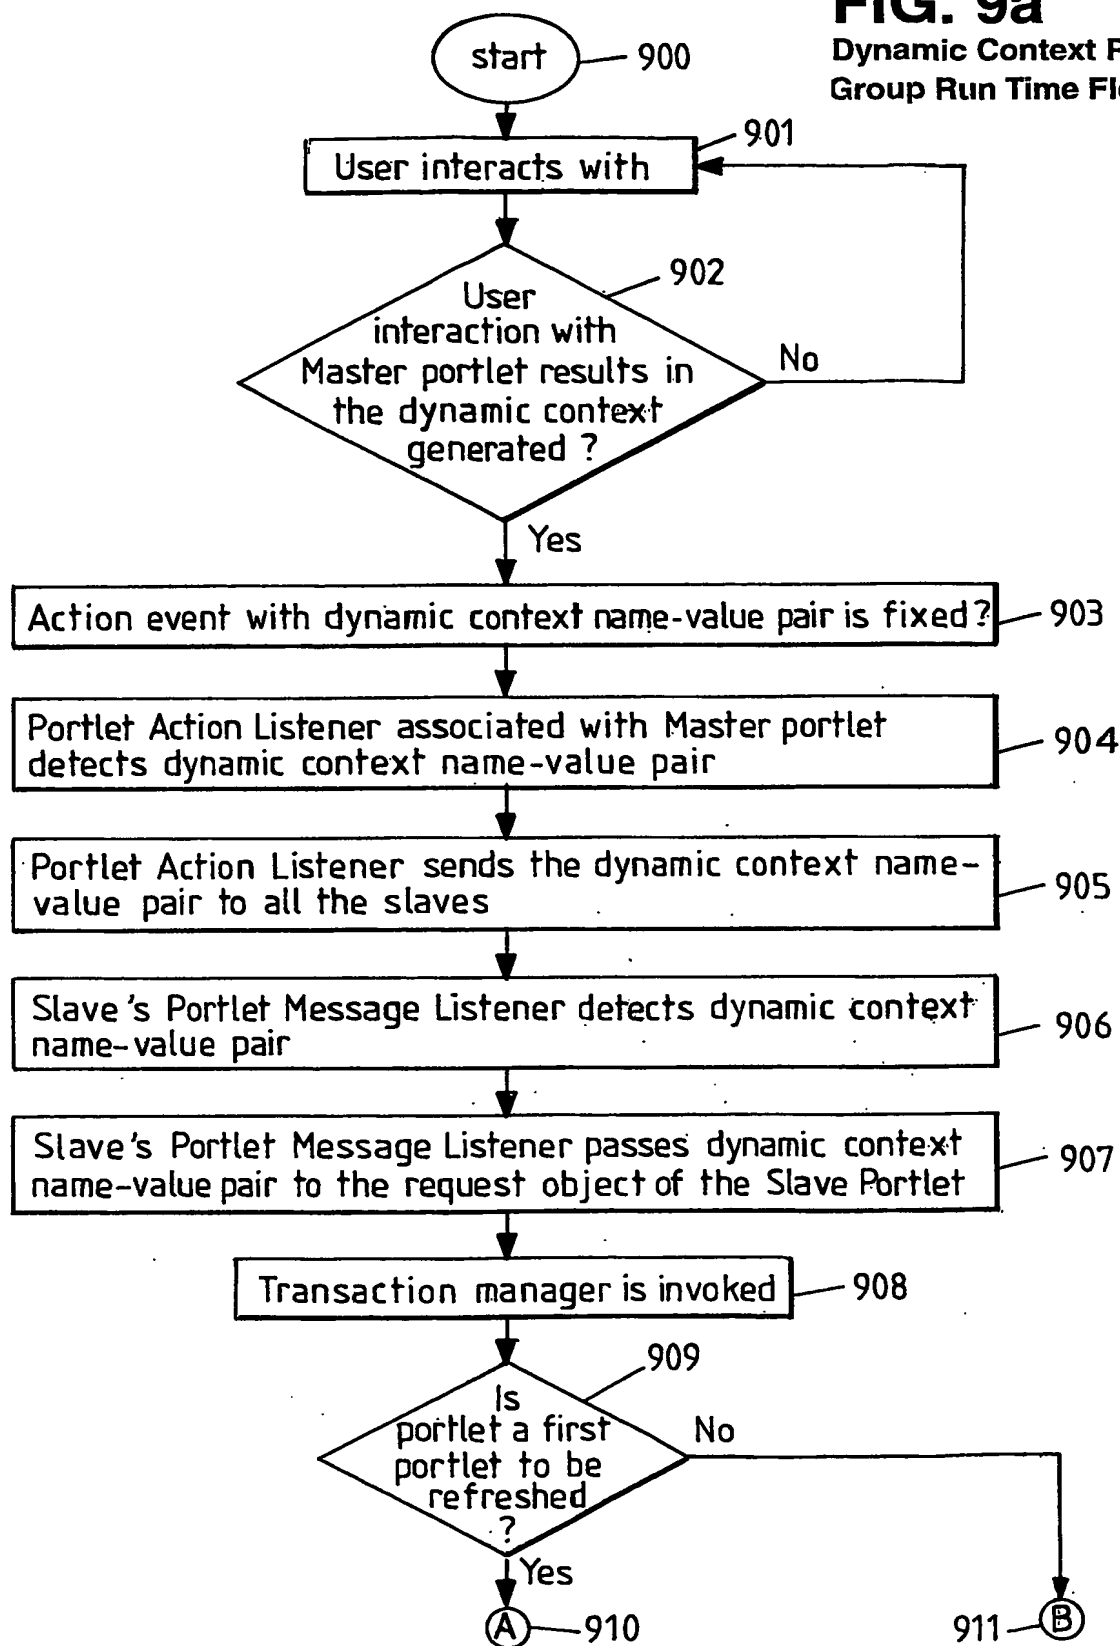 FIG. 9a
Dynamic Context
Group Run Time
start
900
901
User interacts with
902
User
interaction with
Master portlet results in
the dynamic context
generated ?
No
Yes
Action event with dynamic context name-value pair is fixed?
903
Portlet Action Listener associated with Master portlet
detects dynamic context name-value pair
904
Portlet Action Listener sends the dynamic context name-
value pair to all the slaves
905
Slave's Portlet Message Listener detects dynamic context
name-value pair
906
Slave's Portlet Message Listener passes dynamic context
name-value pair to the request object of the Slave Portlet
907
Transaction manager is invoked
908
909
Is
portlet a first
portlet to be
refreshed
?
No
Yes
A
910
911
B